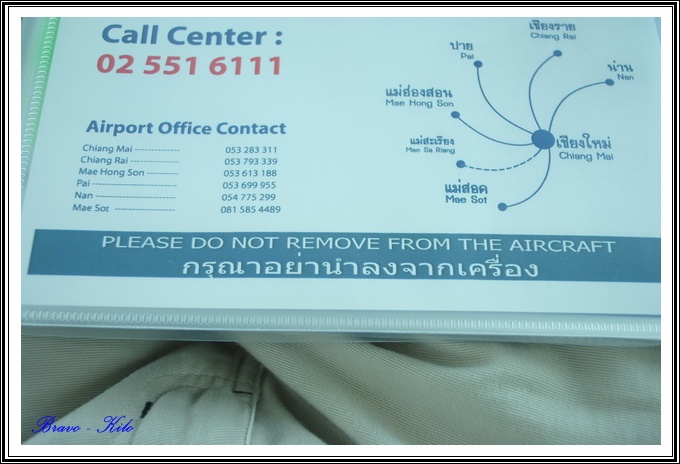 Call Center :
02 551 6111
Airport Office Contact
Chiang Mai --------------- 053 283 311
Chiang Rai ---------------- 053 793 339
Mae Hong Son ---------- 053 613 188
Pai --------------------------- 053 699 955
Nan -------------------------- 054 775 299
Mae Sot ------------------- 081 585 4489
เชียงราย
Chiang Rai
ปาย
Pai
น่าน
Nan
แม่ฮ่องสอน
Mae Hong Son
แม่สะเรียง
Mae Sa Riang
เชียงใหม่
Chiang Mai
แม่สอด
Mae Sot
PLEASE DO NOT REMOVE FROM THE AIRCRAFT
กรุณาอย่านำลงจากเครื่อง
Bravo - Kilo